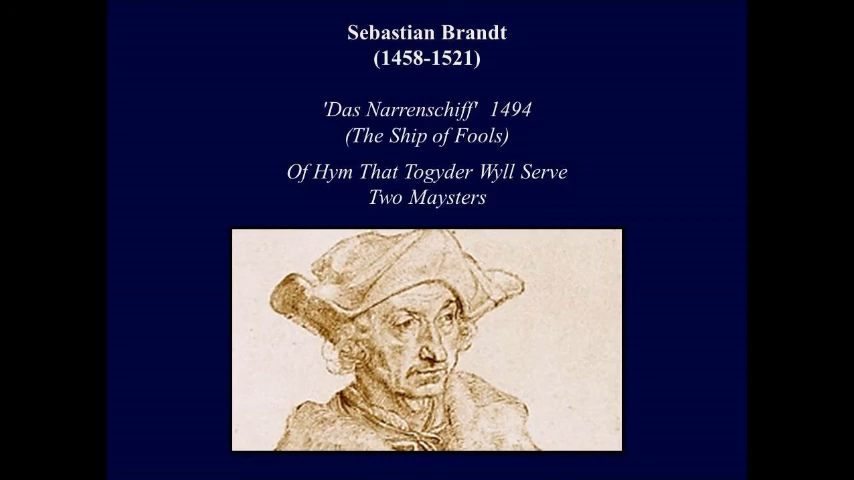 Sebastian Brandt
(1458-1521)
'Das Narrenschiff' 1494
(The Ship of Fools)
Of Hym That Togyder Wyll Serve
Two Maysters